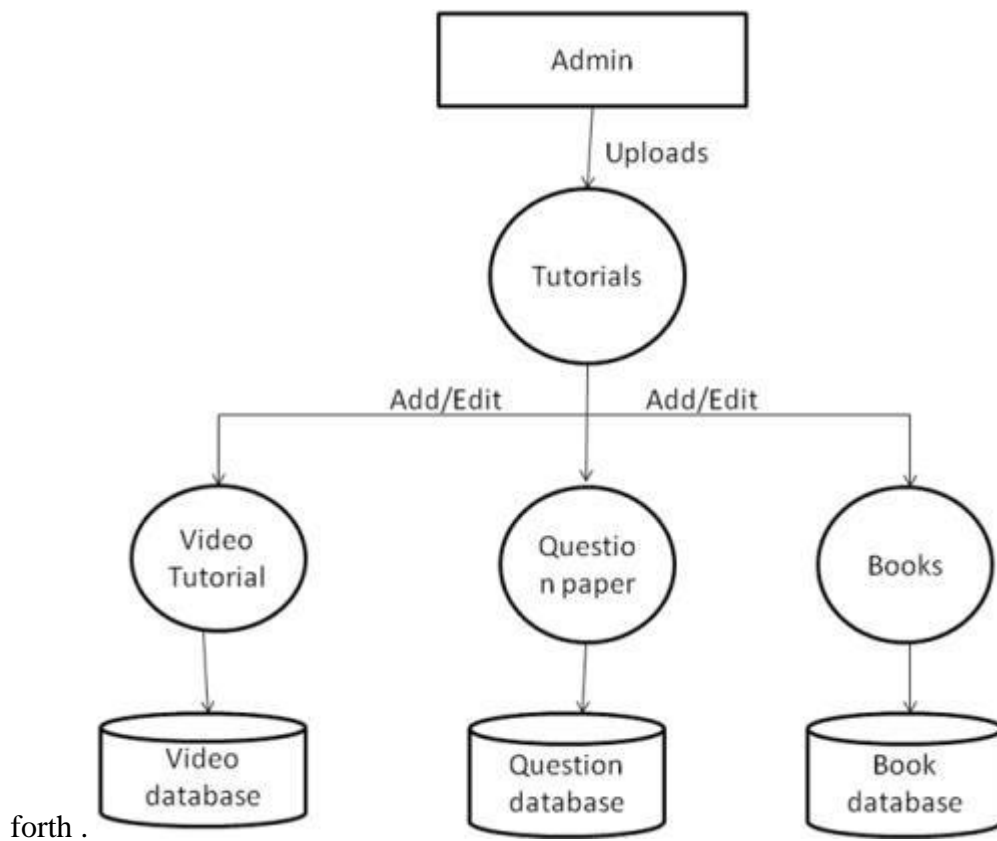 Admin
Uploads
Tutorials
Add/Edit
Add/Edit
Video
Tutorial
Questio
n paper
Books
Video
database
Question
database
Book
database
forth .